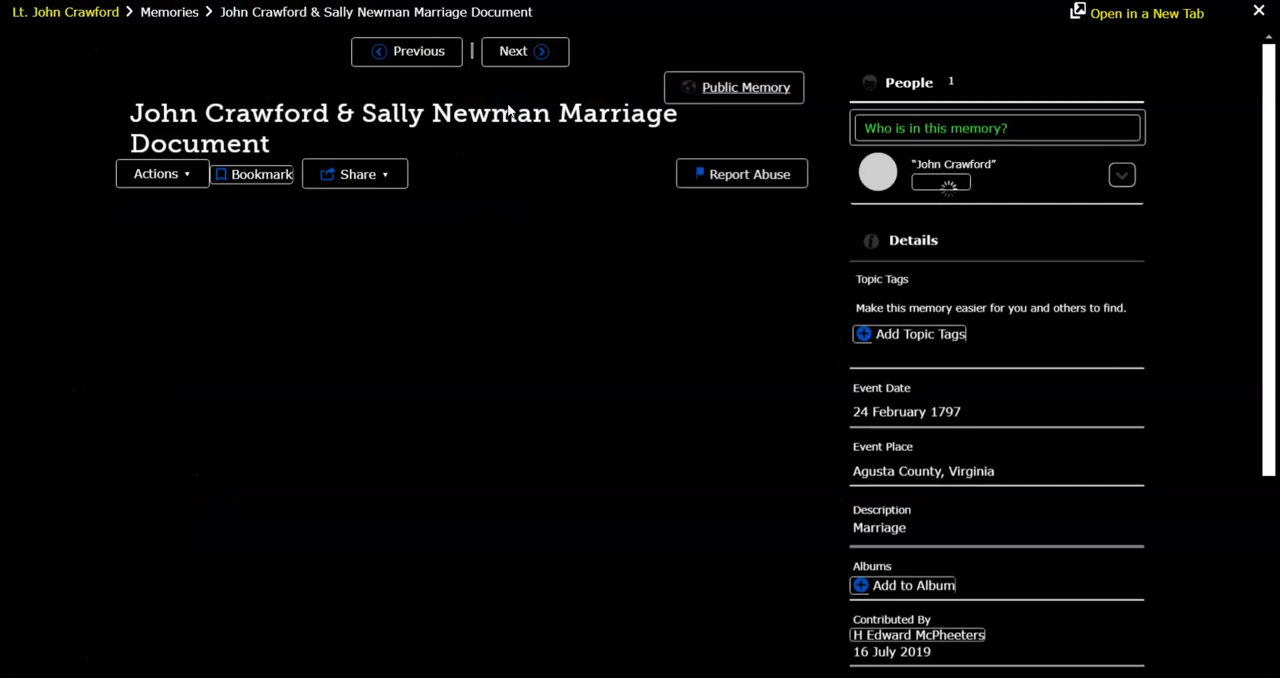 Lt. John Crawford > Memories > John Crawford & Sally Newman Marriage Document
Open in a New Tab
Previous | Next
Public Memory
John Crawford & Sally Newman Marriage
Document
Actions
Bookmark
Share
Report Abuse
People 1
Who is in this memory?
“John Crawford”
Details
Topic Tags
Make this memory easier for you and others to find.
Add Topic Tags
Event Date
24 February 1797
Event Place
Agusta County, Virginia
Description
Marriage
Albums
Add to Album
Contributed By
H Edward McPheeters
16 July 2019